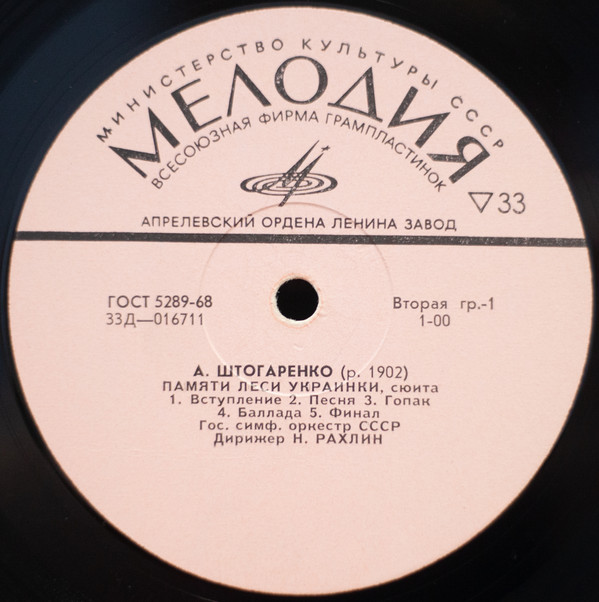 МИНИСТЕРСТВО КУЛЬТУРЫ СССР
МЕЛОДИЯ
ВСЕСОЮЗНАЯ ФИРМА ГРАМПЛАСТИНОК
▽33
АПРЕЛЕВСКИЙ ОРДЕНА ЛЕНИНА ЗАВОД
ГОСТ 5289-68
Вторая гр.-1
33Д—016711
1-00
А. ШТОГАРЕНКО (р. 1902)
ПАМЯТИ ЛЕСИ УКРАИНКИ, сюита
1. Вступление 2. Песня 3. Гопак
4. Баллада 5. Финал
Гос. симф. оркестр СССР
Дирижер Н. РАХЛИН